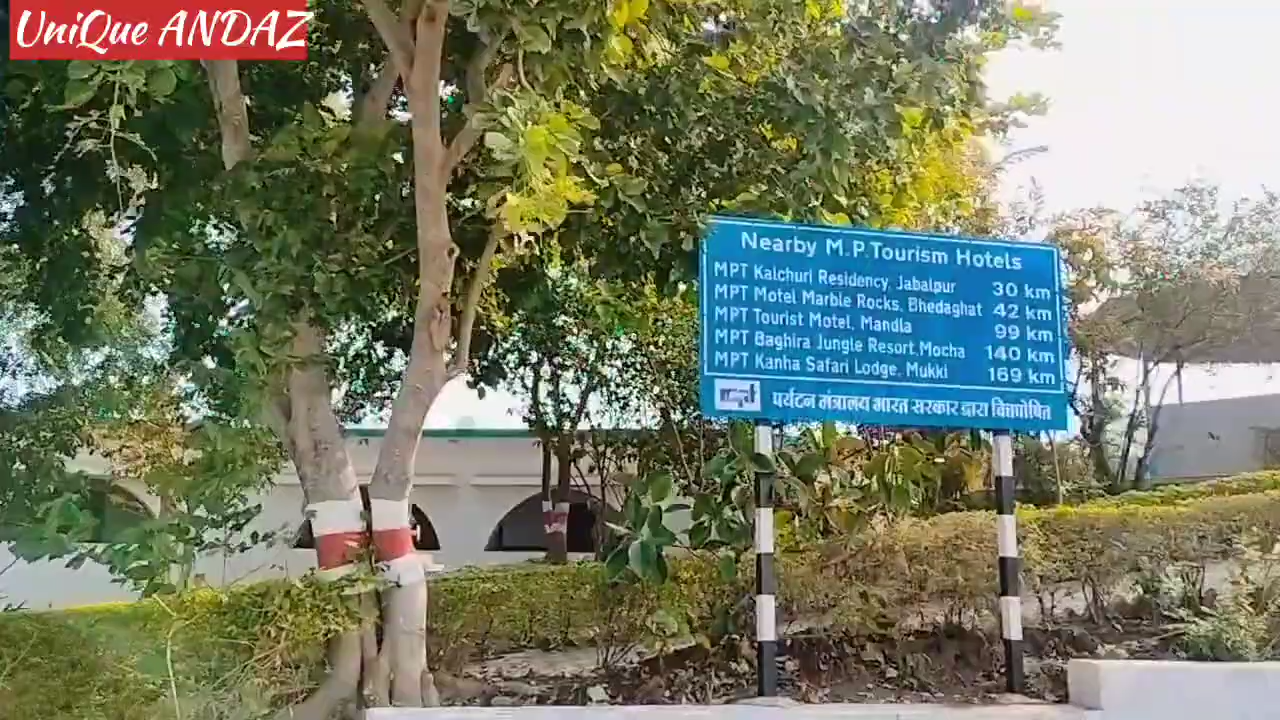 UniQue ANDAZ
Nearby M.P.Tourism Hotels
MPT Kalchuri Residency, Jabalpur 30 km
MPT Motel Marble Rocks, Bhedaghat 42 km
MPT Tourist Motel, Mandla 99 km
MPT Baghira Jungle Resort,Mocha 140 km
MPT Kanha Safari Lodge, Mukki 169 km
पर्यटन मंत्रालय भारत सरकार द्वारा वित्तपोषित